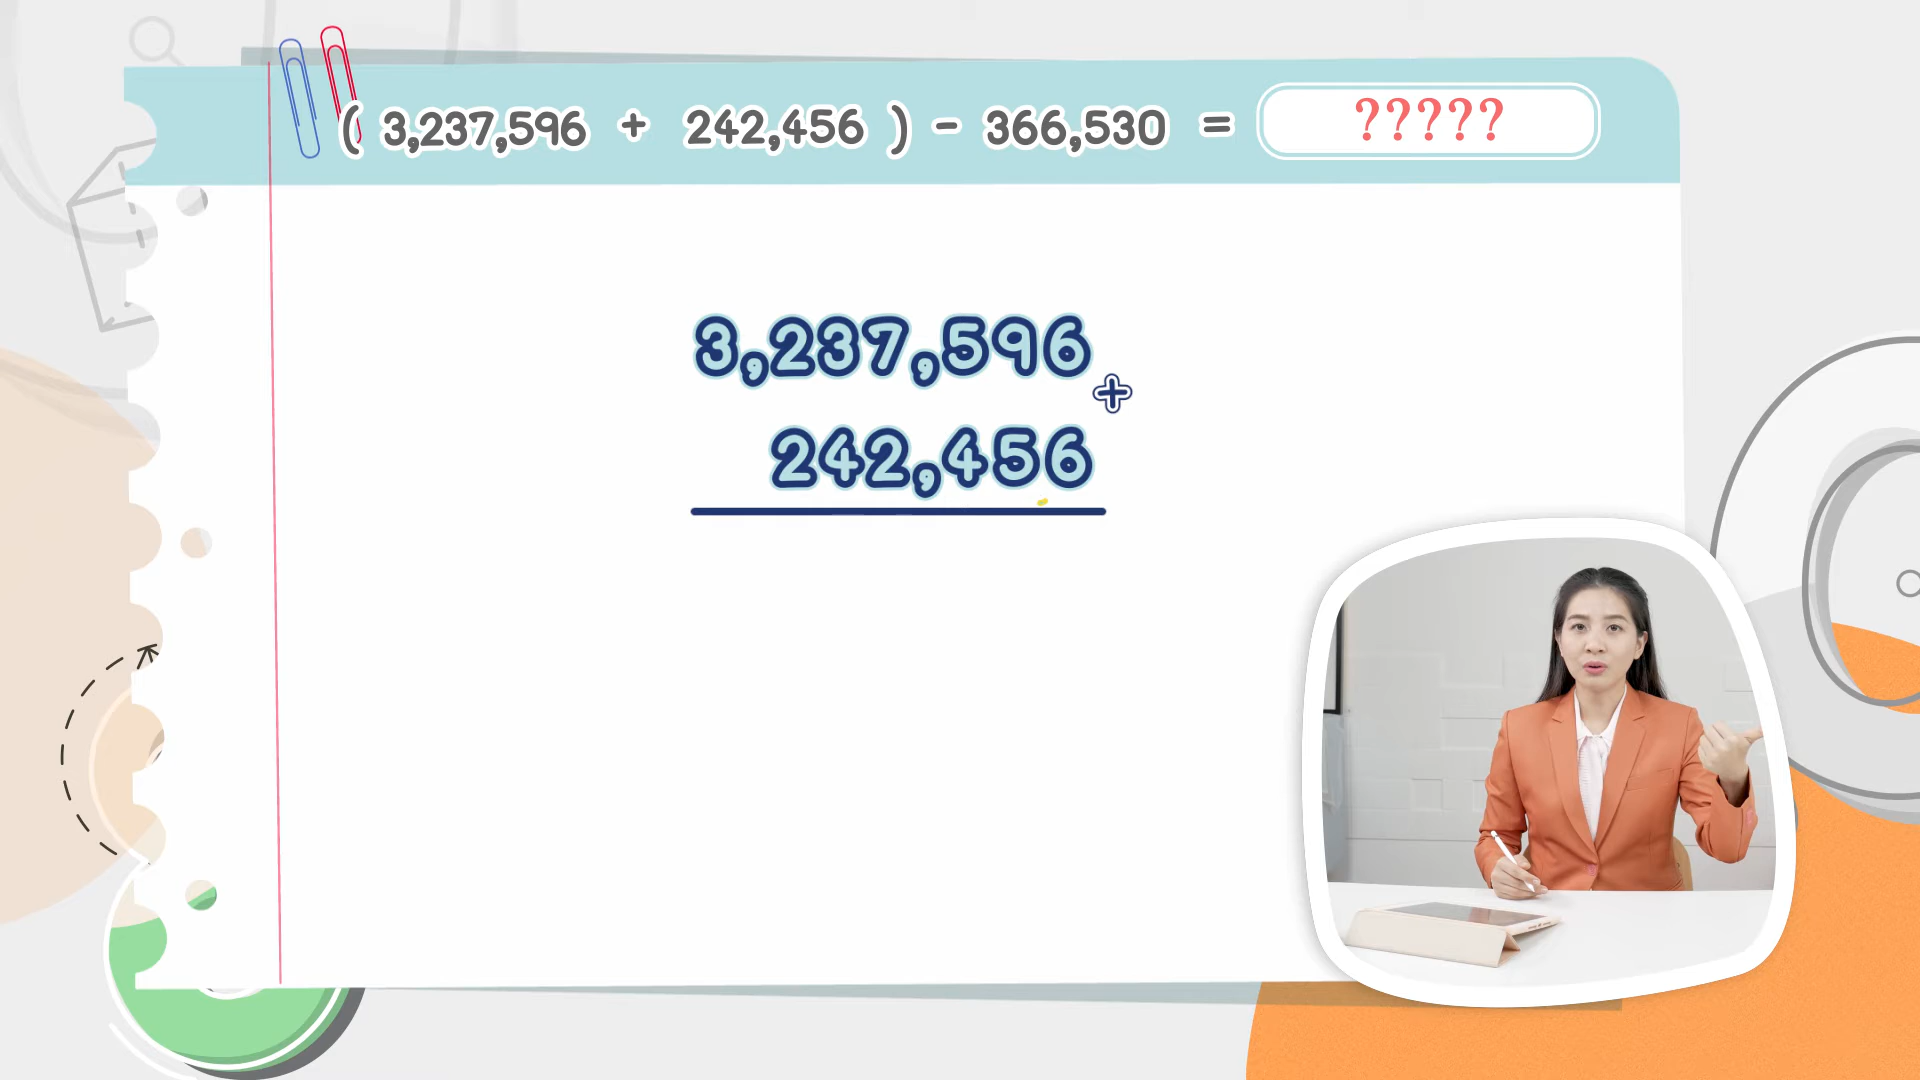 ( 3,237,596 + 242,456 ) - 366,530 = ?????
3,237,596
+
242,456